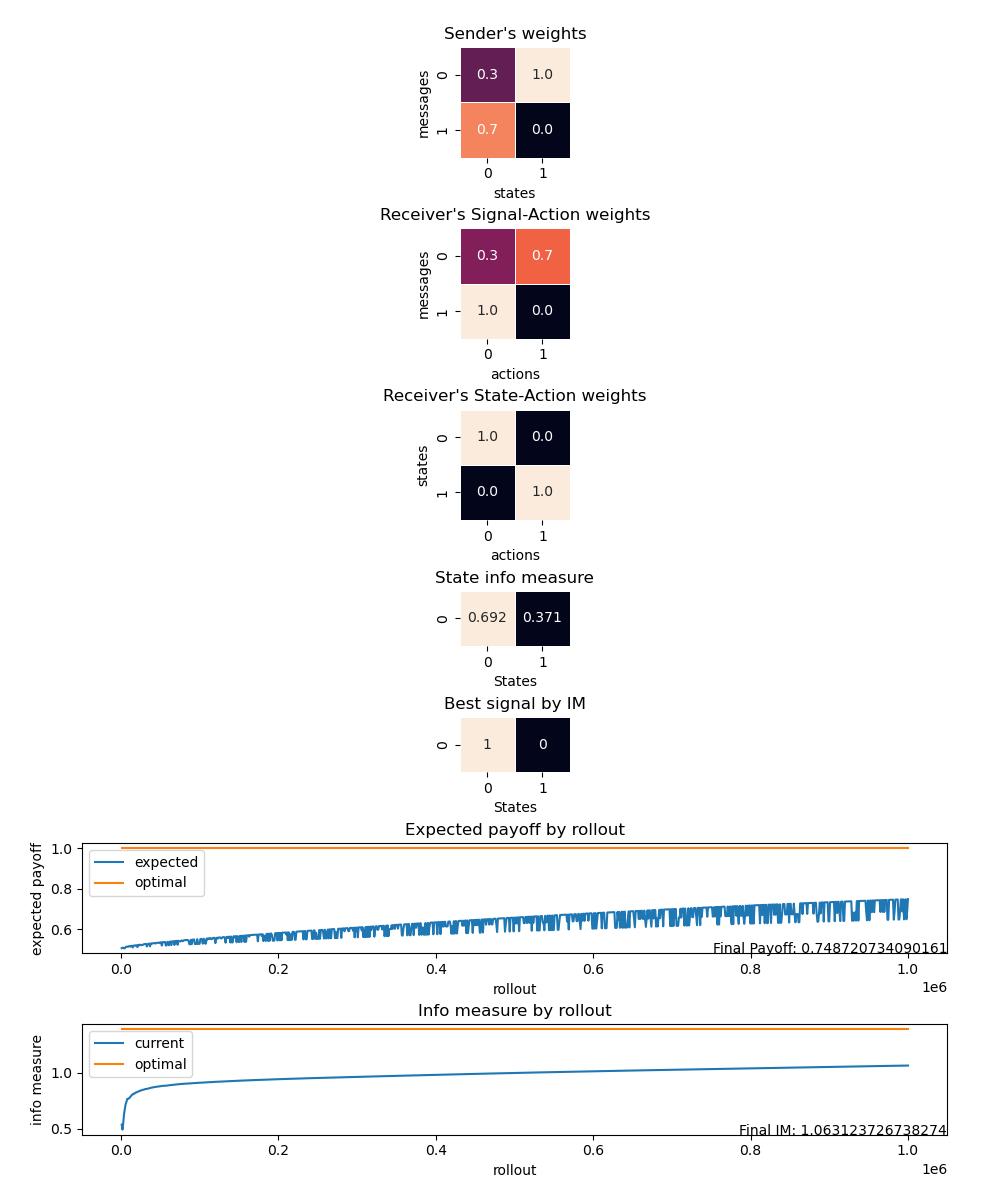 Sender's weights
messages
0
0.3 1.0
1
0.7 0.0
0 1
states
Receiver's Signal-Action weights
messages
0
0.3 0.7
1
1.0 0.0
0 1
actions
Receiver's State-Action weights
states
0
1.0 0.0
1
0.0 1.0
0 1
actions
State info measure
0
0.692 0.371
0 1
States
Best signal by IM
0
1 0
0 1
States
Expected payoff by rollout
expected payoff
1.0
0.8
0.6
expected
optimal
Final Payoff: 0.748720734090161
0.0 0.2 0.4 0.6 0.8 1.0
1e6
rollout
Info measure by rollout
info measure
1.0
0.5
current
optimal
Final IM: 1.063123726738274
0.0 0.2 0.4 0.6 0.8 1.0
1e6
rollout